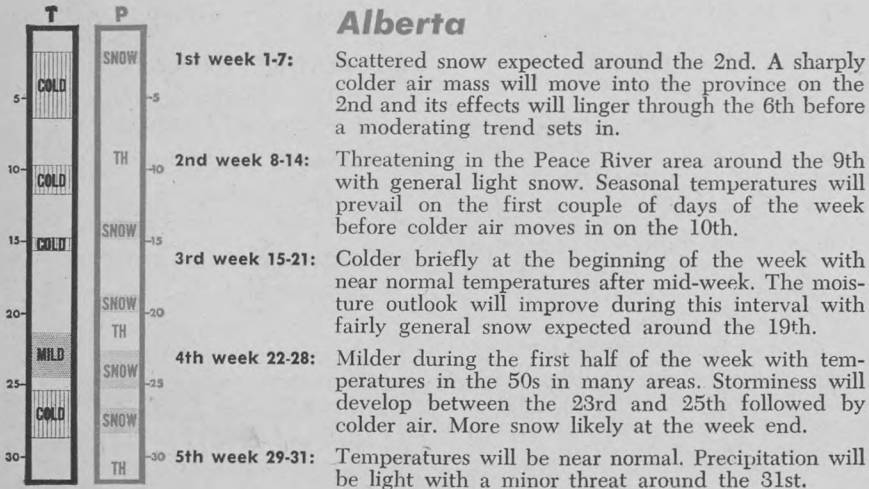 T P
Alberta
SNOW
COLD
5- -5
TH
10- -10
COLD
SNOW
15- -15
COLD
SNOW
20- -20
TH
MILD
SNOW
25- -25
COLD
SNOW
30- -30
TH
1st week 1-7: Scattered snow expected around the 2nd. A sharply
colder air mass will move into the province on the
2nd and its effects will linger through the 6th before
a moderating trend sets in.
2nd week 8-14: Threatening in the Peace River area around the 9th
with general light snow. Seasonal temperatures will
prevail on the first couple of days of the week
before colder air moves in on the 10th.
3rd week 15-21: Colder briefly at the beginning of the week with
near normal temperatures after mid-week. The mois-
ture outlook will improve during this interval with
fairly general snow expected around the 19th.
4th week 22-28: Milder during the first half of the week with tem-
peratures in the 50s in many areas. Storminess will
develop between the 23rd and 25th followed by
colder air. More snow likely at the week end.
5th week 29-31: Temperatures will be near normal. Precipitation will
be light with a minor threat around the 31st.